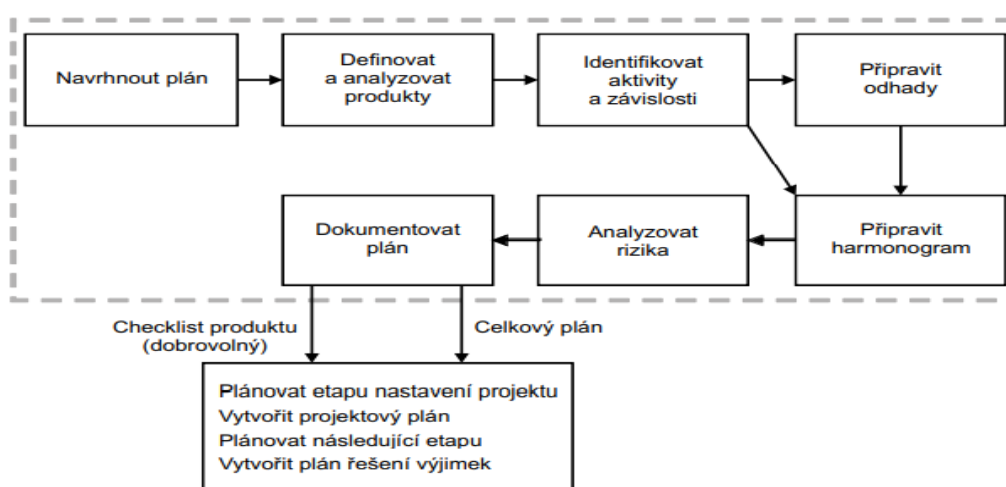 Navrhnout plán
Definovat
a analyzovat
produkty
Identifikovat
aktivity
a závislosti
Připravit
odhady
Dokumentovat
plán
Analyzovat
rizika
Připravit
harmonogram
Checklist produktu
(dobrovolný)
Celkový plán
Plánovat etapu nastavení projektu
Vytvořit projektový plán
Plánovat následující etapu
Vytvořit plán řešení výjimek